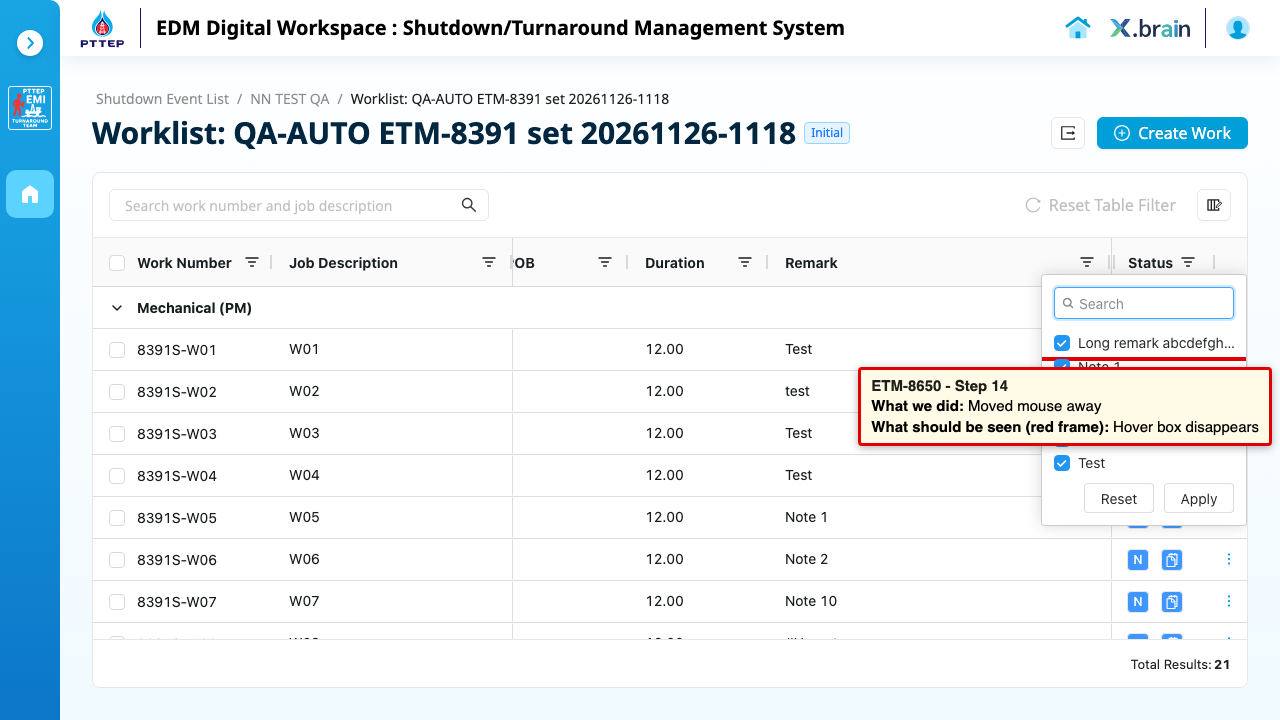 PTTEP
EDM Digital Workspace : Shutdown/Turnaround Management System
X.brain
PTTEP
EMI
TURNAROUND
TEAM
Shutdown Event List / NN TEST QA / Worklist: QA-AUTO ETM-8391 set 20261126-1118
Worklist: QA-AUTO ETM-8391 set 20261126-1118
Initial
Create Work
Search work number and job description
Reset Table Filter
Work Number
Job Description
OB
Duration
Remark
Status
Mechanical (PM)
Search
Long remark abcdefgh...
Note 1
8391S-W01 W01 12.00 Test
8391S-W02 W02 12.00 test
8391S-W03 W03 12.00 Test
8391S-W04 W04 12.00 Test
8391S-W05 W05 12.00 Note 1
8391S-W06 W06 12.00 Note 2 N
8391S-W07 W07 12.00 Note 10 N
ETM-8650 - Step 14
What we did: Moved mouse away
What should be seen (red frame): Hover box disappears
Test
Reset
Apply
Total Results: 21